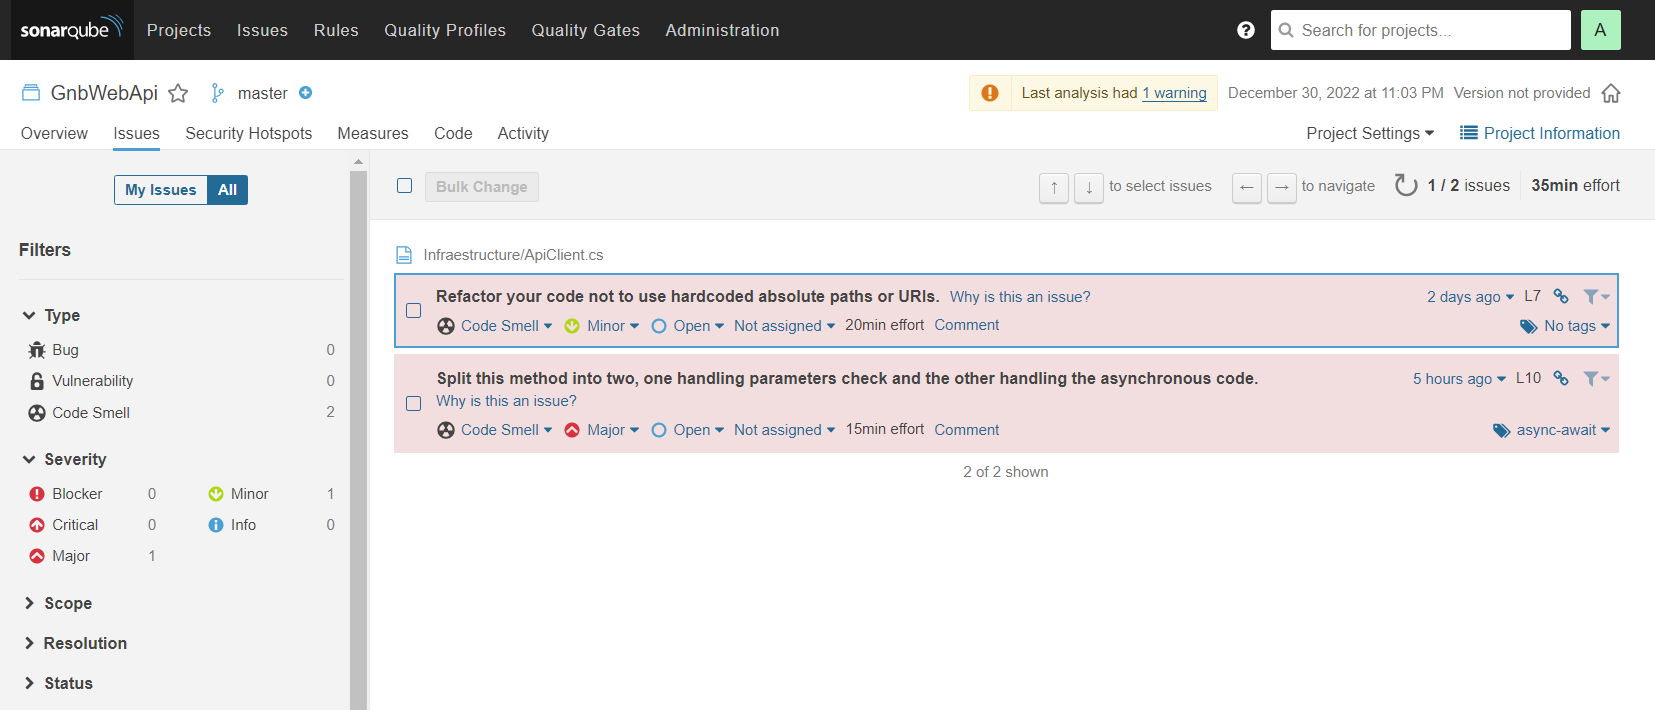 sonarqube Projects Issues Rules Quality Profiles Quality Gates Administration ? Search for projects... A
GnbWebApi master Last analysis had 1 warning December 30, 2022 at 11:03 PM Version not provided
Overview Issues Security Hotspots Measures Code Activity Project Settings Project Information
My Issues All
Bulk Change ↑ ↓ to select issues ← → to navigate 1 / 2 issues 35min effort
Filters
Type
Bug 0
Vulnerability 0
Code Smell 2
Severity
Blocker 0 Minor 1
Critical 0 Info 0
Major 1
Scope
Resolution
Status
Infraestructure/ApiClient.cs
Refactor your code not to use hardcoded absolute paths or URIs. Why is this an issue? 2 days ago L7
Code Smell Minor Open Not assigned 20min effort Comment No tags
Split this method into two, one handling parameters check and the other handling the asynchronous code. 5 hours ago L10
Why is this an issue?
Code Smell Major Open Not assigned 15min effort Comment async-await
2 of 2 shown